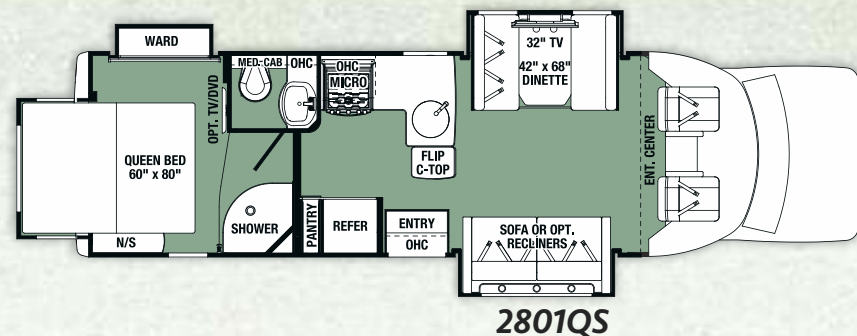 WARD
MED. CAB
OHC
OHC
MICRO
32" TV
42" x 68"
DINETTE
OPT. TV/DVD
QUEEN BED
60" x 80"
FLIP
C-TOP
ENT. CENTER
N/S
SHOWER
PANTRY
REFER
ENTRY
OHC
SOFA OR OPT.
RECLINERS
2801QS